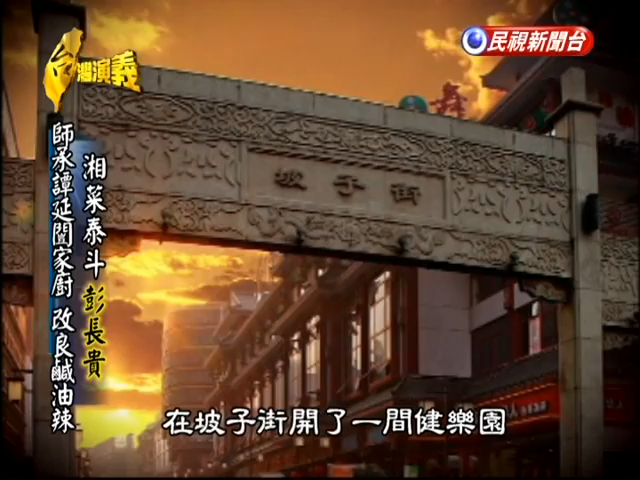 台灣演義
民視新聞台
湘菜泰斗 彭長貴
師承譚延闓家廚 改良鹹油辣
坡子街
在坡子街開了一間健樂園